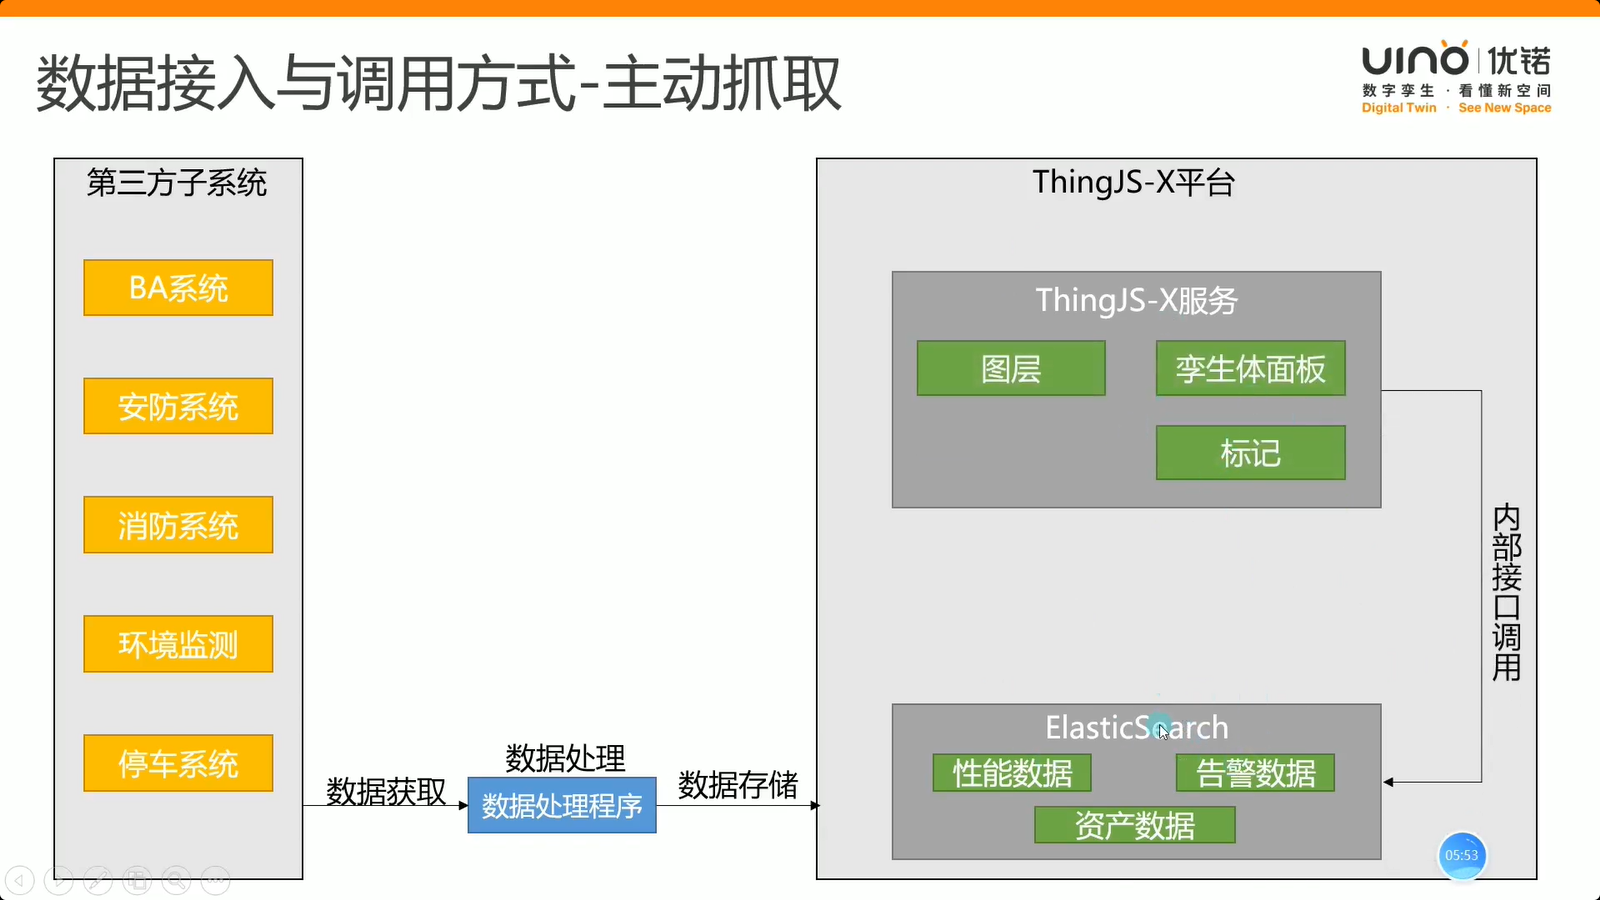 数据接入与调用方式-主动抓取
UINO 优锘
数字孪生 · 看懂新空间
Digital Twin · See New Space
第三方子系统
BA系统
安防系统
消防系统
环境监测
停车系统
数据获取
数据处理
数据处理程序
数据存储
ThingJS-X平台
ThingJS-X服务
图层
孪生体面板
标记
内部接口调用
ElasticSearch
性能数据
告警数据
资产数据
05:53